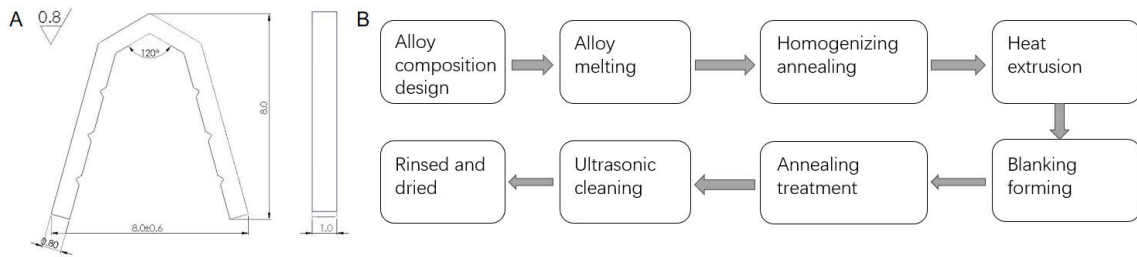 A
0.8
120°
8.0
8.0±0.6
0.80
1.0
B
Alloy
composition
design
Alloy
melting
Homogenizing
annealing
Heat
extrusion
Rinsed and
dried
Ultrasonic
cleaning
Annealing
treatment
Blanking
forming